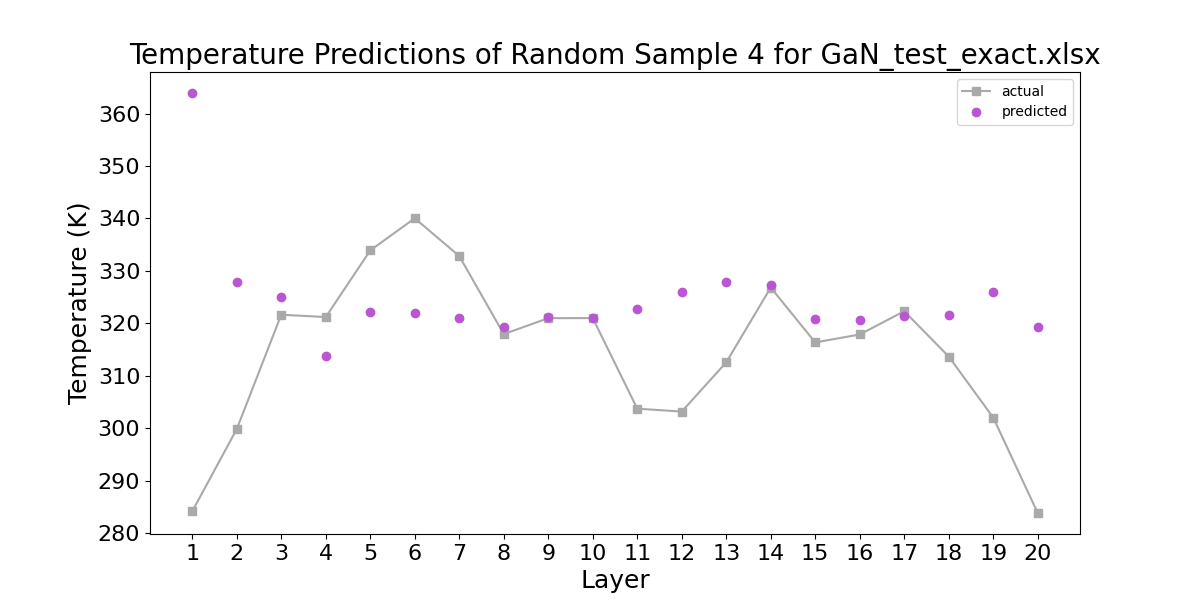 Temperature Predictions of Random Sample 4 for GaN_test_exact.xlsx
actual
predicted
360
350
340
330
320
310
300
290
280
Temperature (K)
1 2 3 4 5 6 7 8 9 10 11 12 13 14 15 16 17 18 19 20
Layer